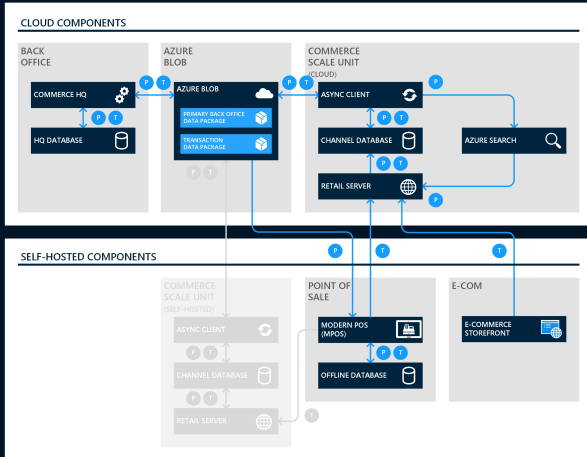 CLOUD COMPONENTS
BACK
OFFICE
COMMERCE HQ
P T
HQ DATABASE
P T
AZURE
BLOB
AZURE BLOB
PRIMARY BACK OFFICE
DATA PACKAGE
TRANSACTION
DATA PACKAGE
P T
P T
COMMERCE
SCALE UNIT
(CLOUD)
ASYNC CLIENT
P
P T
CHANNEL DATABASE
AZURE SEARCH
P T
RETAIL SERVER
P
P
T
T
SELF-HOSTED COMPONENTS
COMMERCE
SCALE UNIT
(SELF-HOSTED)
ASYNC CLIENT
P T
CHANNEL DATABASE
P T
RETAIL SERVER
T
POINT OF
SALE
MODERN POS
(MPOS)
P T
OFFLINE DATABASE
E-COM
E-COMMERCE
STOREFRONT